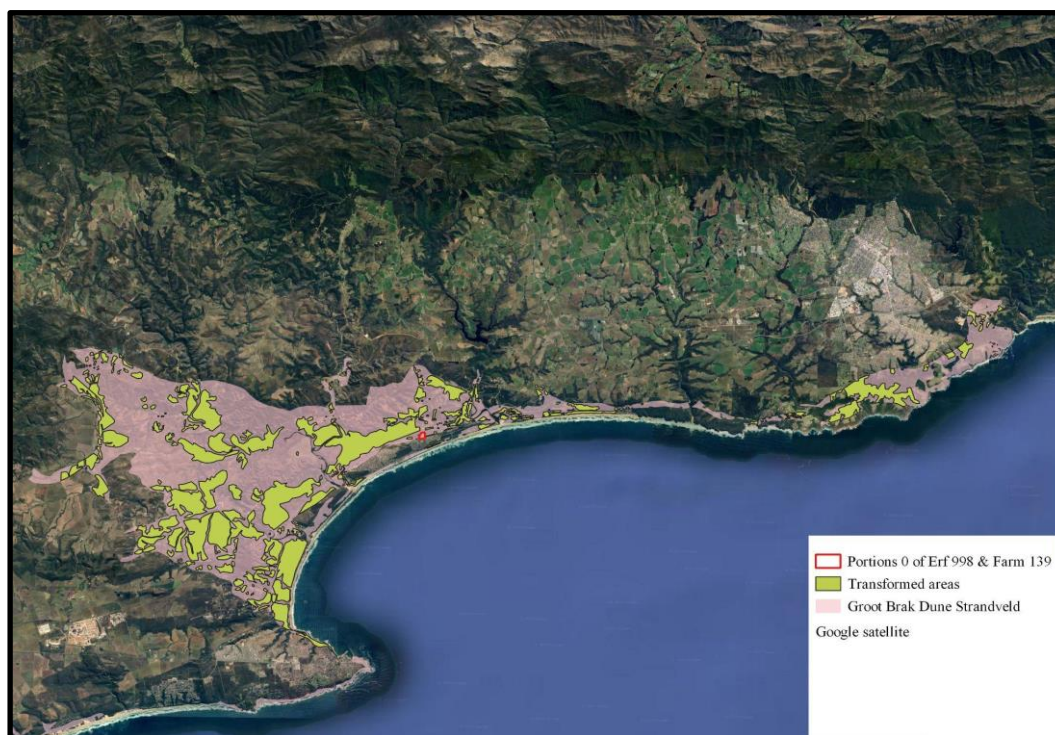 Portions 0 of Erf 998 & Farm 139
Transformed areas
Groot Brak Dune Strandveld
Google satellite